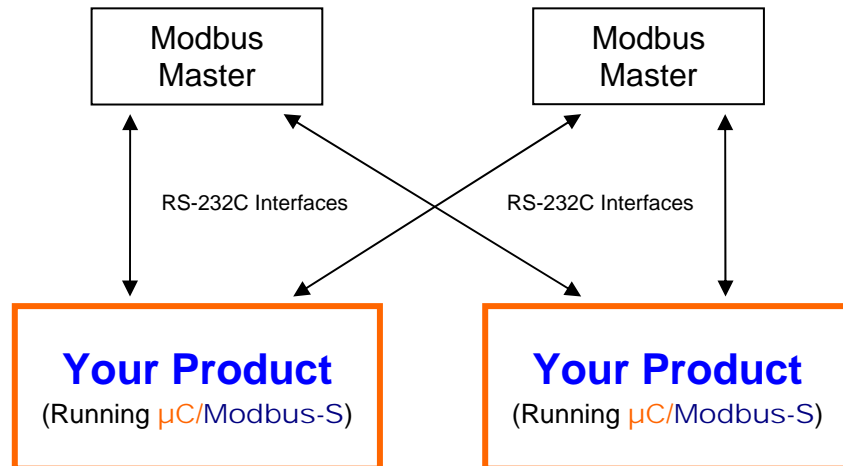 Modbus
Master
Modbus
Master
RS-232C Interfaces
RS-232C Interfaces
Your Product
(Running µC/Modbus-S)
Your Product
(Running µC/Modbus-S)